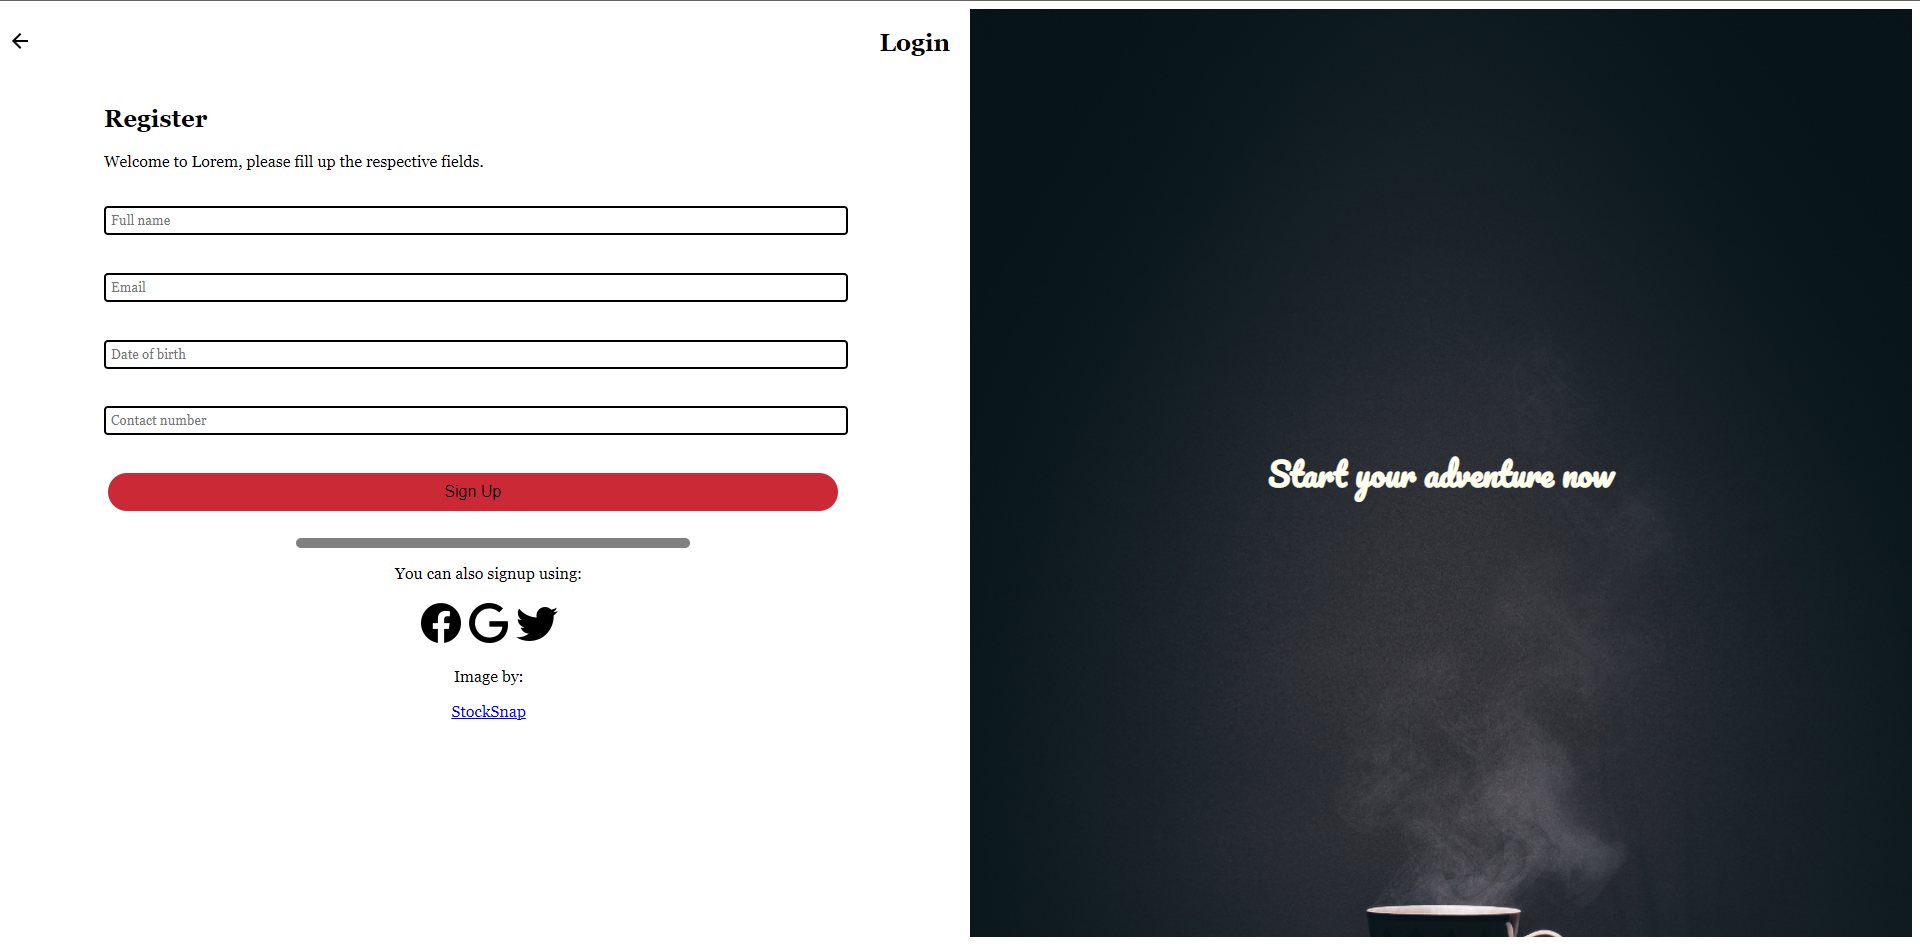 Login
Register
Welcome to Lorem, please fill up the respective fields.
Full name
Email
Date of birth
Contact number
Sign Up
You can also signup using:
Image by:
StockSnap
Start your adventure now